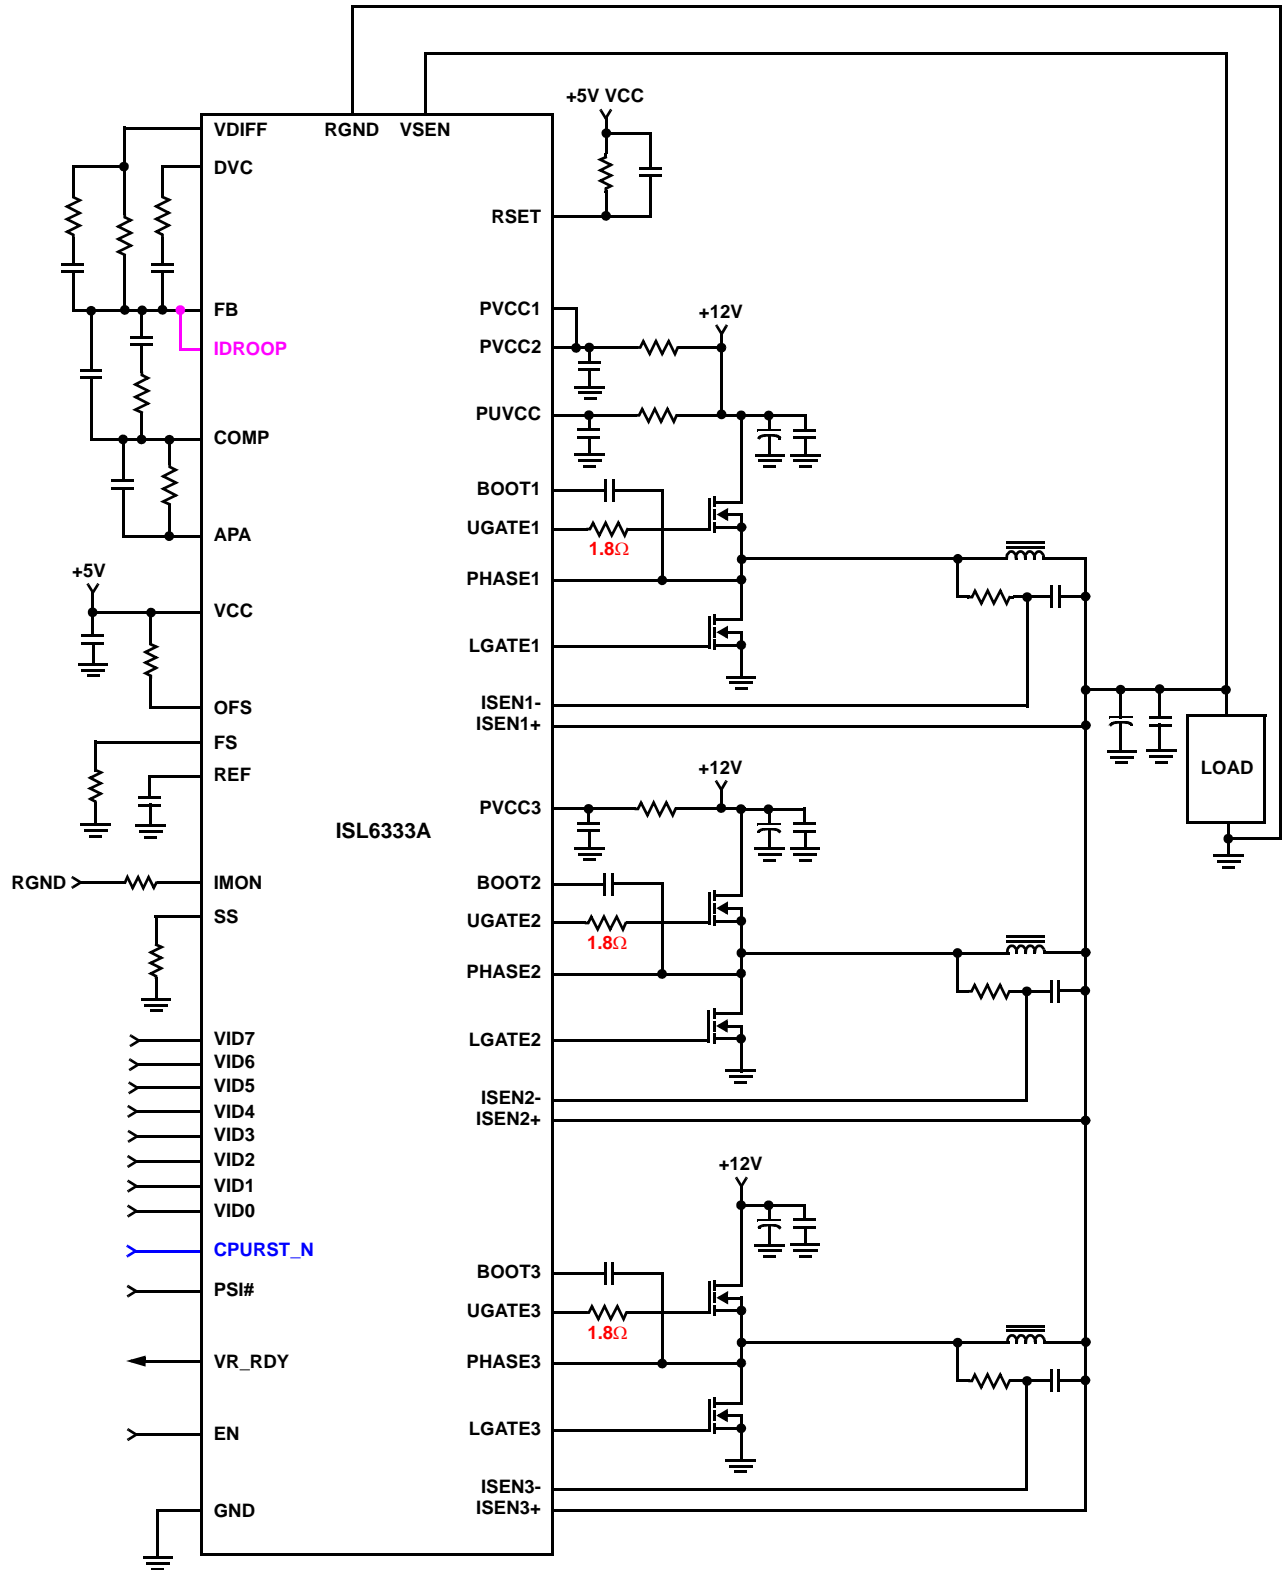 +5V VCC
VDIFF
RGND
VSEN
DVC
RSET
FB
IDROOP
COMP
APA
+5V
VCC
OFS
FS
REF
RGND
IMON
SS
VID7
VID6
VID5
VID4
VID3
VID2
VID1
VID0
CPURST_N
PSI#
VR_RDY
EN
GND
ISL6333A
PVCC1
+12V
PVCC2
PUVCC
BOOT1
UGATE1
1.8Ω
PHASE1
LGATE1
ISEN1-
ISEN1+
LOAD
+12V
PVCC3
BOOT2
UGATE2
1.8Ω
PHASE2
LGATE2
ISEN2-
ISEN2+
+12V
BOOT3
UGATE3
1.8Ω
PHASE3
LGATE3
ISEN3-
ISEN3+